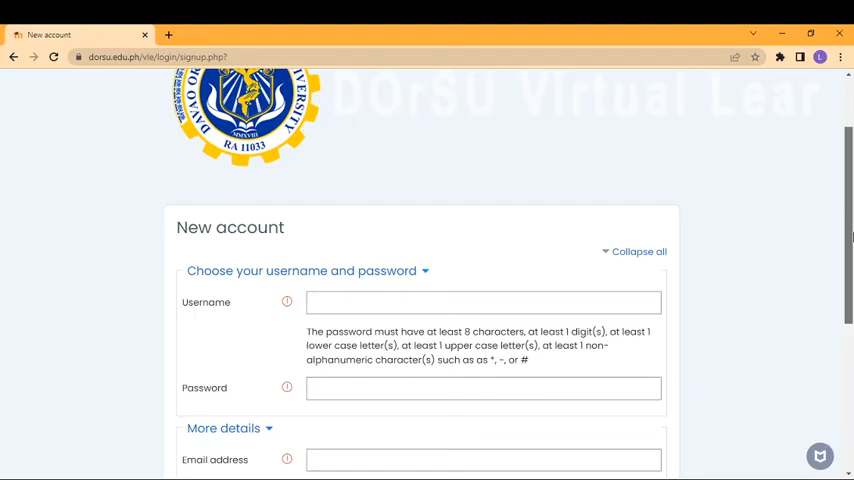 New account
dorsu.edu.ph/vle/login/signup.php?
L
DOrSU Virtual Lear
MMXVIII
RA 11033
New account
Collapse all
Choose your username and password
Username
The password must have at least 8 characters, at least 1 digit(s), at least 1
lower case letter(s), at least 1 upper case letter(s), at least 1 non-
alphanumeric character(s) such as as *, -, or #
Password
More details
Email address